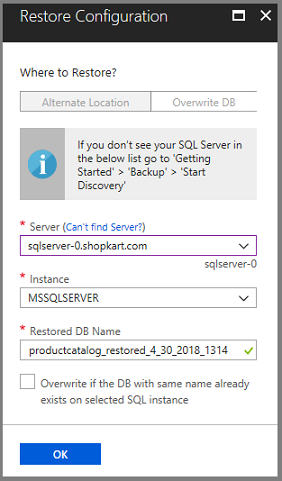 Restore Configuration
Where to Restore?
Alternate Location
Overwrite DB
If you don't see your SQL Server in
the below list go to 'Getting
Started' > 'Backup' > 'Start
Discovery'
* Server (Can't find Server?)
sqlserver-0.shopkart.com
sqlserver-0
* Instance
MSSQLSERVER
* Restored DB Name
productcatalog_restored_4_30_2018_1314
Overwrite if the DB with same name already
exists on selected SQL instance
OK